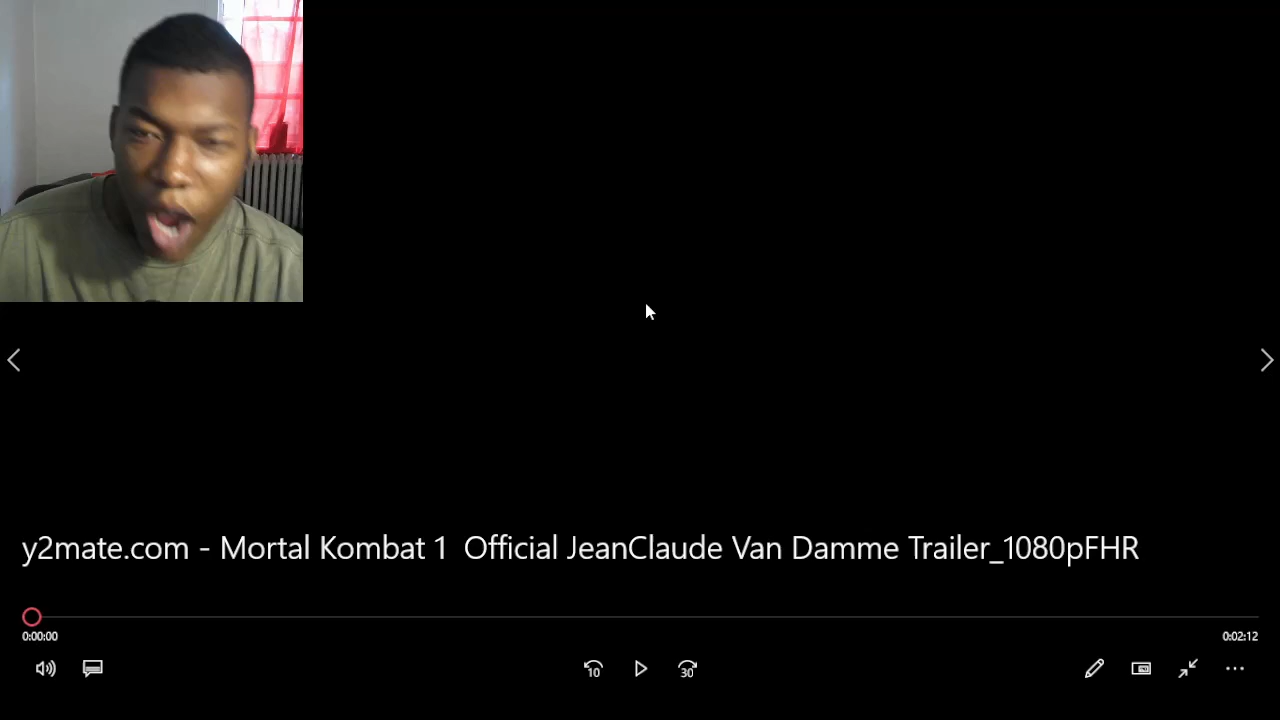 y2mate.com - Mortal Kombat 1  Official JeanClaude Van Damme Trailer_1080pFHR
0:00:00
0:02:12
10
30